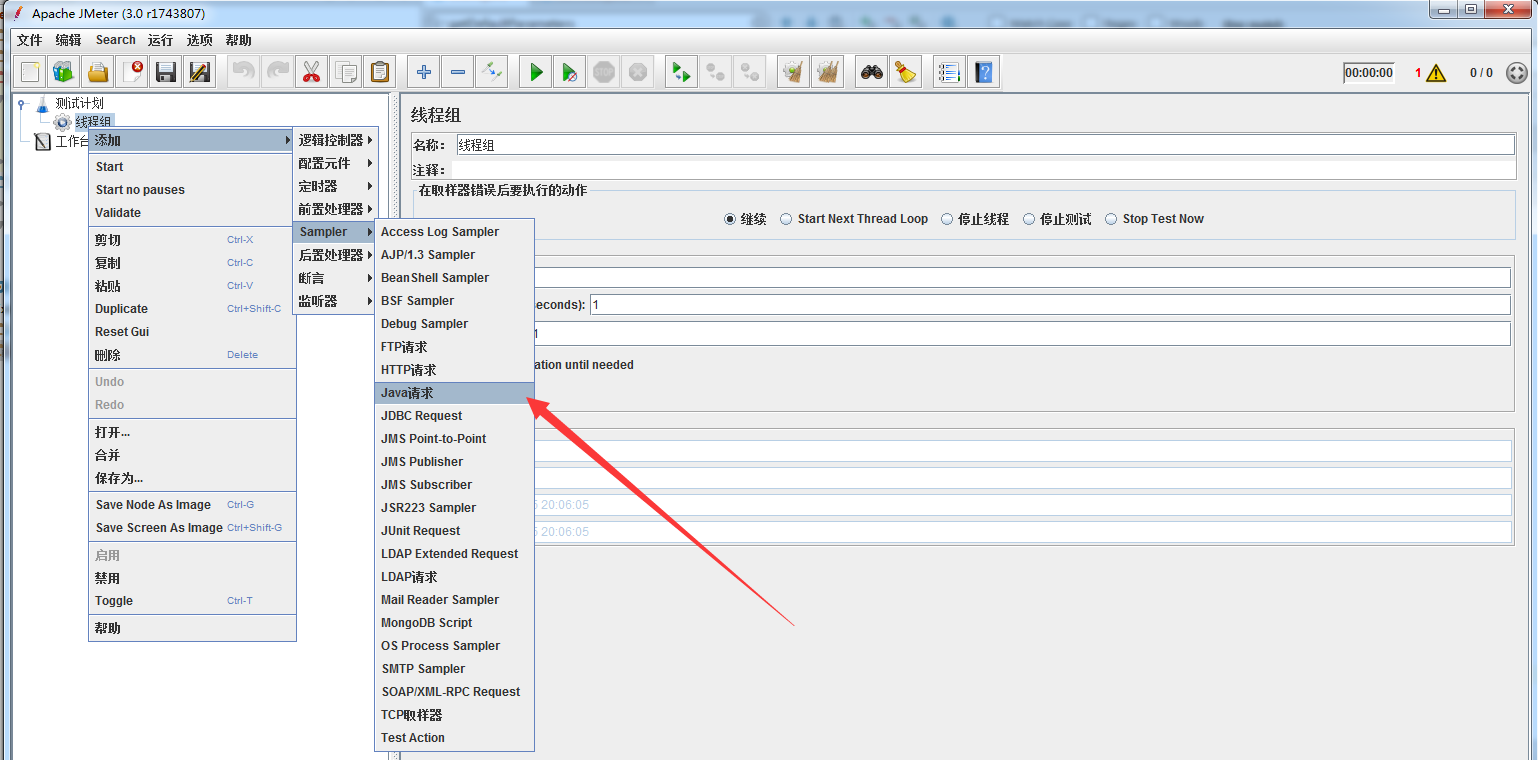 Apache JMeter (3.0 r1743807)
文件 编辑 Search 运行 选项 帮助
00:00:00 1 0 / 0
测试计划
线程组
工作台
添加
Start
Start no pauses
Validate
剪切 Ctrl-X
复制 Ctrl-C
粘贴 Ctrl-V
Duplicate Ctrl+Shift-C
Reset Gui
删除 Delete
Undo
Redo
打开...
合并
保存为...
Save Node As Image Ctrl-G
Save Screen As Image Ctrl+Shift-G
启用
禁用
Toggle Ctrl-T
帮助
逻辑控制器
配置元件
定时器
前置处理器
Sampler
后置处理器
断言
监听器
Access Log Sampler
AJP/1.3 Sampler
BeanShell Sampler
BSF Sampler
Debug Sampler
FTP请求
HTTP请求
Java请求
JDBC Request
JMS Point-to-Point
JMS Publisher
JMS Subscriber
JSR223 Sampler
JUnit Request
LDAP Extended Request
LDAP请求
Mail Reader Sampler
MongoDB Script
OS Process Sampler
SMTP Sampler
SOAP/XML-RPC Request
TCP取样器
Test Action
线程组
名称： 线程组
注释：
在取样器错误后要执行的动作
继续 Start Next Thread Loop 停止线程 停止测试 Stop Test Now
econds): 1
1
ation until needed
20:06:05
20:06:05